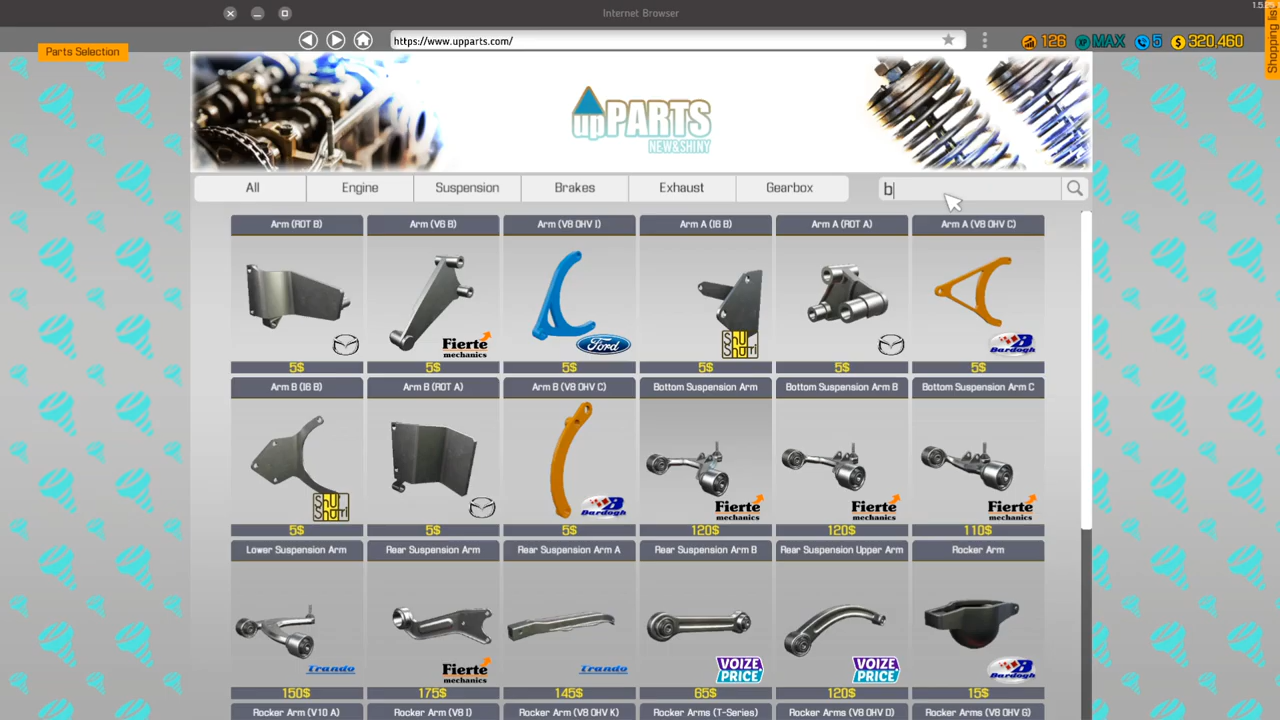 Internet Browser
1.5.
Parts Selection
https://www.upparts.com/
126
MAX
5
320,460
Shopping list
upPARTS
NEW&SHINY
All
Engine
Suspension
Brakes
Exhaust
Gearbox
b
Arm (ROT B)
Arm (V6 B)
Arm (V8 OHV I)
Arm A (I6 B)
Arm A (ROT A)
Arm A (V8 OHV C)
Fierte mechanics
Ford
Shut Shutti
Bardogh
5$
5$
5$
5$
5$
5$
Arm B (I6 B)
Arm B (ROT A)
Arm B (V8 OHV C)
Bottom Suspension Arm
Bottom Suspension Arm B
Bottom Suspension Arm C
Shut Shutti
Bardogh
Fierte mechanics
Fierte mechanics
Fierte mechanics
5$
5$
5$
120$
120$
110$
Lower Suspension Arm
Rear Suspension Arm
Rear Suspension Arm A
Rear Suspension Arm B
Rear Suspension Upper Arm
Rocker Arm
Trando
Fierte mechanics
Trando
VOIZE PRICE
VOIZE PRICE
Bardogh
150$
175$
145$
65$
120$
15$
Rocker Arm (V10 A)
Rocker Arm (V8 I)
Rocker Arm (V8 OHV K)
Rocker Arms (T-Series)
Rocker Arms (V8 OHV D)
Rocker Arms (V8 OHV G)